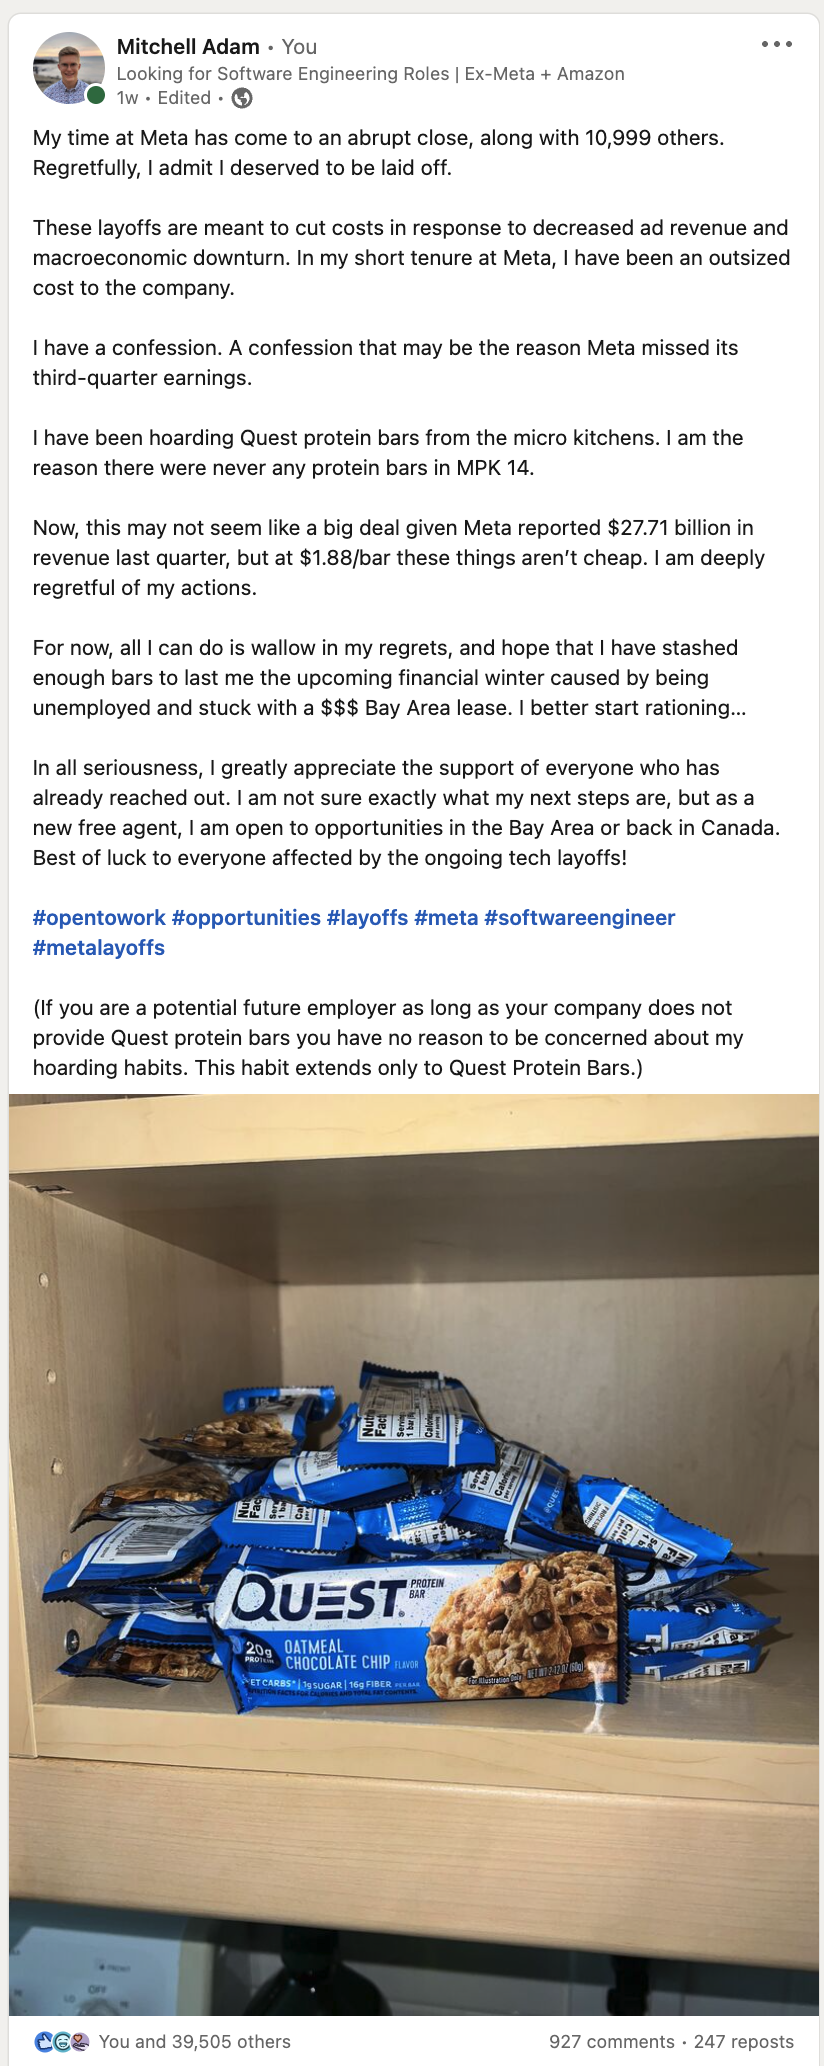 Mitchell Adam • You
Looking for Software Engineering Roles | Ex-Meta + Amazon
1w • Edited •
My time at Meta has come to an abrupt close, along with 10,999 others.
Regretfully, I admit I deserved to be laid off.
These layoffs are meant to cut costs in response to decreased ad revenue and
macroeconomic downturn. In my short tenure at Meta, I have been an outsized
cost to the company.
I have a confession. A confession that may be the reason Meta missed its
third-quarter earnings.
I have been hoarding Quest protein bars from the micro kitchens. I am the
reason there were never any protein bars in MPK 14.
Now, this may not seem like a big deal given Meta reported $27.71 billion in
revenue last quarter, but at $1.88/bar these things aren’t cheap. I am deeply
regretful of my actions.
For now, all I can do is wallow in my regrets, and hope that I have stashed
enough bars to last me the upcoming financial winter caused by being
unemployed and stuck with a $$$ Bay Area lease. I better start rationing...
In all seriousness, I greatly appreciate the support of everyone who has
already reached out. I am not sure exactly what my next steps are, but as a
new free agent, I am open to opportunities in the Bay Area or back in Canada.
Best of luck to everyone affected by the ongoing tech layoffs!
#opentowork #opportunities #layoffs #meta #softwareengineer
#metalayoffs
(If you are a potential future employer as long as your company does not
provide Quest protein bars you have no reason to be concerned about my
hoarding habits. This habit extends only to Quest Protein Bars.)
QUEST PROTEIN
BAR
20g
PROTEIN
OATMEAL
CHOCOLATE CHIP FLAVOR
ET CARBS* | 1g SUGAR | 16g FIBER PER BAR
For Illustration Only
NET WT 2.12 OZ (60g)
OFF
LO
You and 39,505 others
927 comments • 247 reposts